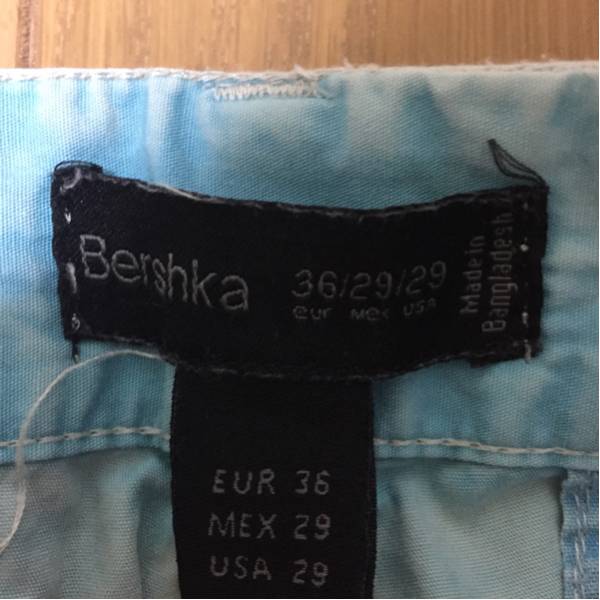 Bershka
36/29/29
eur Mex USA
Made in
Bangladesh
EUR 36
MEX 29
USA 29